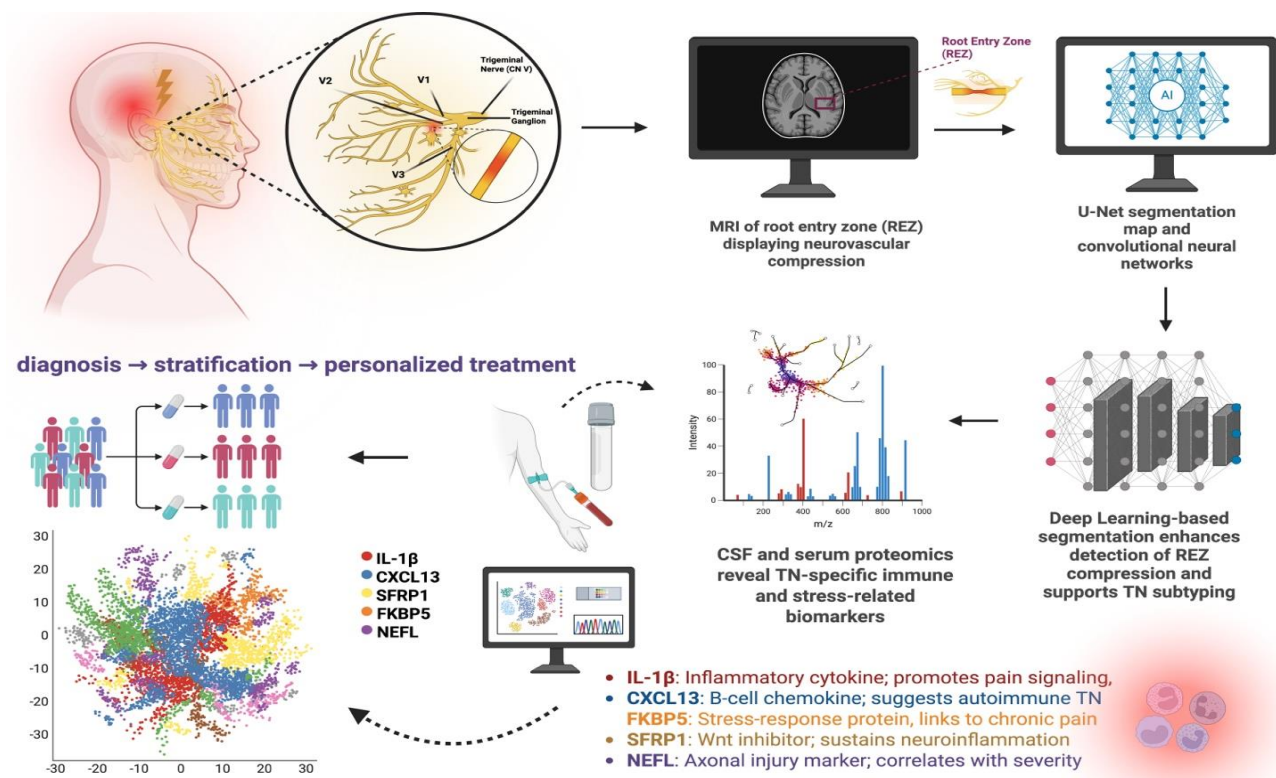 V2
V1
Trigeminal
Nerve (CN V)
Trigeminal
Ganglion
V3
Root Entry Zone
(REZ)
AI
MRI of root entry zone (REZ)
displaying neurovascular
compression
U-Net segmentation
map and
convolutional neural
networks
diagnosis → stratification → personalized treatment
100
80
60
40
20
0
Intensity
200
400
600
800
1000
m/z
CSF and serum proteomics
reveal TN-specific immune
and stress-related
biomarkers
Deep Learning-based
segmentation enhances
detection of REZ
compression and
supports TN subtyping
30
20
10
0
-10
-20
-30
-30
-20
-10
0
10
20
30
IL-1β
CXCL13
SFRP1
FKBP5
NEFL
• IL-1β: Inflammatory cytokine; promotes pain signaling,
• CXCL13: B-cell chemokine; suggests autoimmune TN
FKBP5: Stress-response protein, links to chronic pain
• SFRP1: Wnt inhibitor; sustains neuroinflammation
• NEFL: Axonal injury marker; correlates with severity